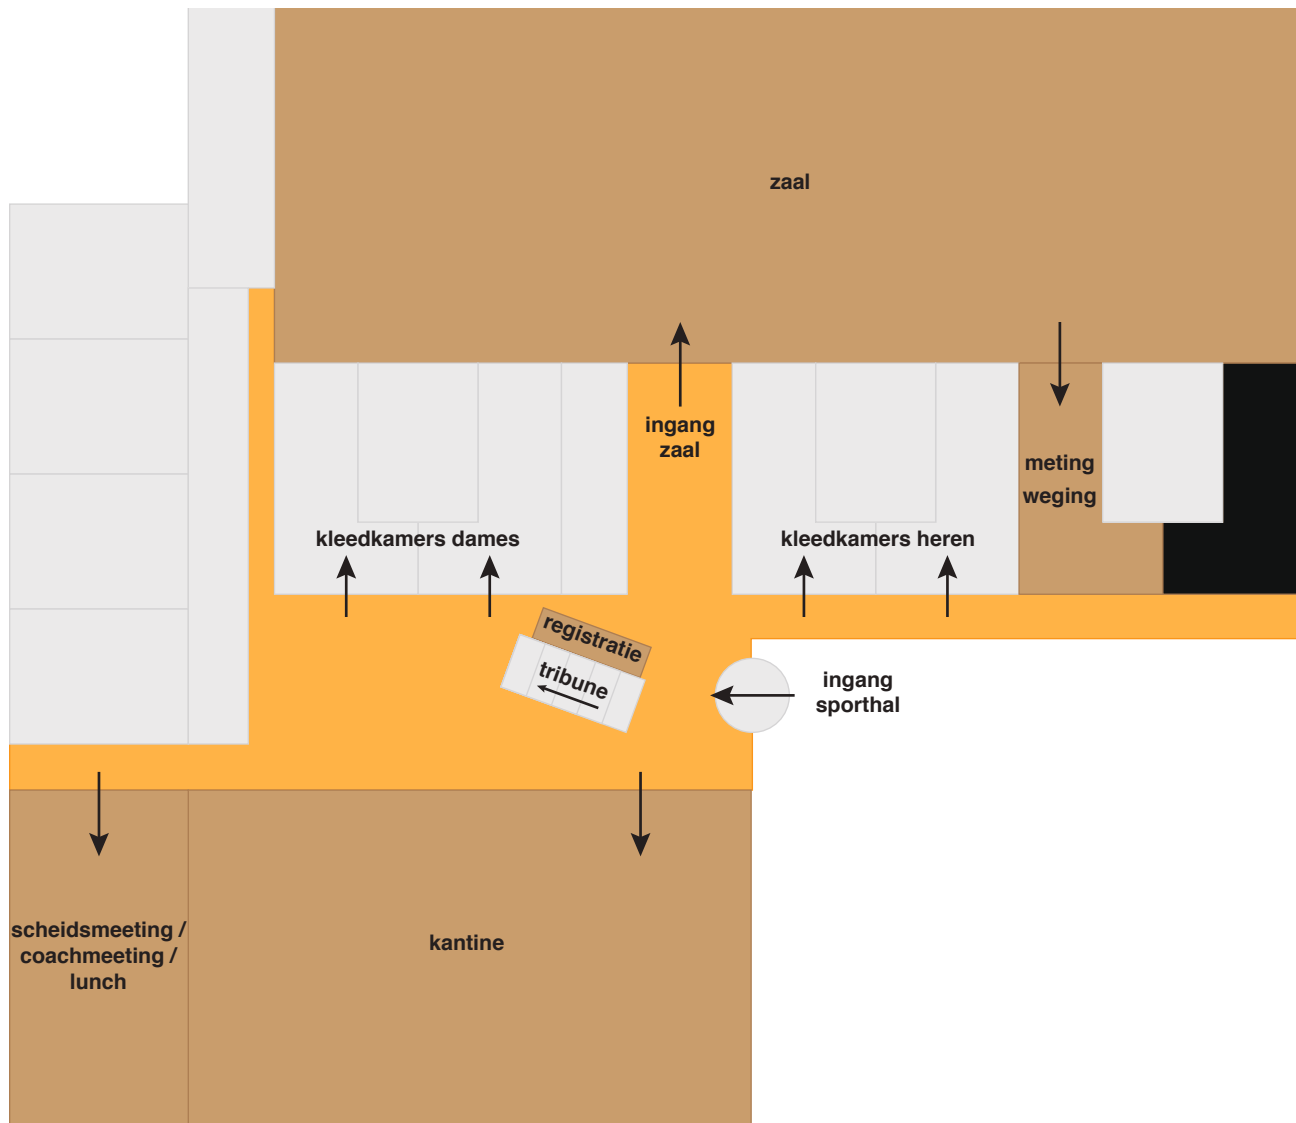 zaal
ingang
zaal
meting
weging
kleedkamers dames
kleedkamers heren
registratie
tribune
ingang
sporthal
scheidsmeeting /
coachmeeting /
lunch
kantine